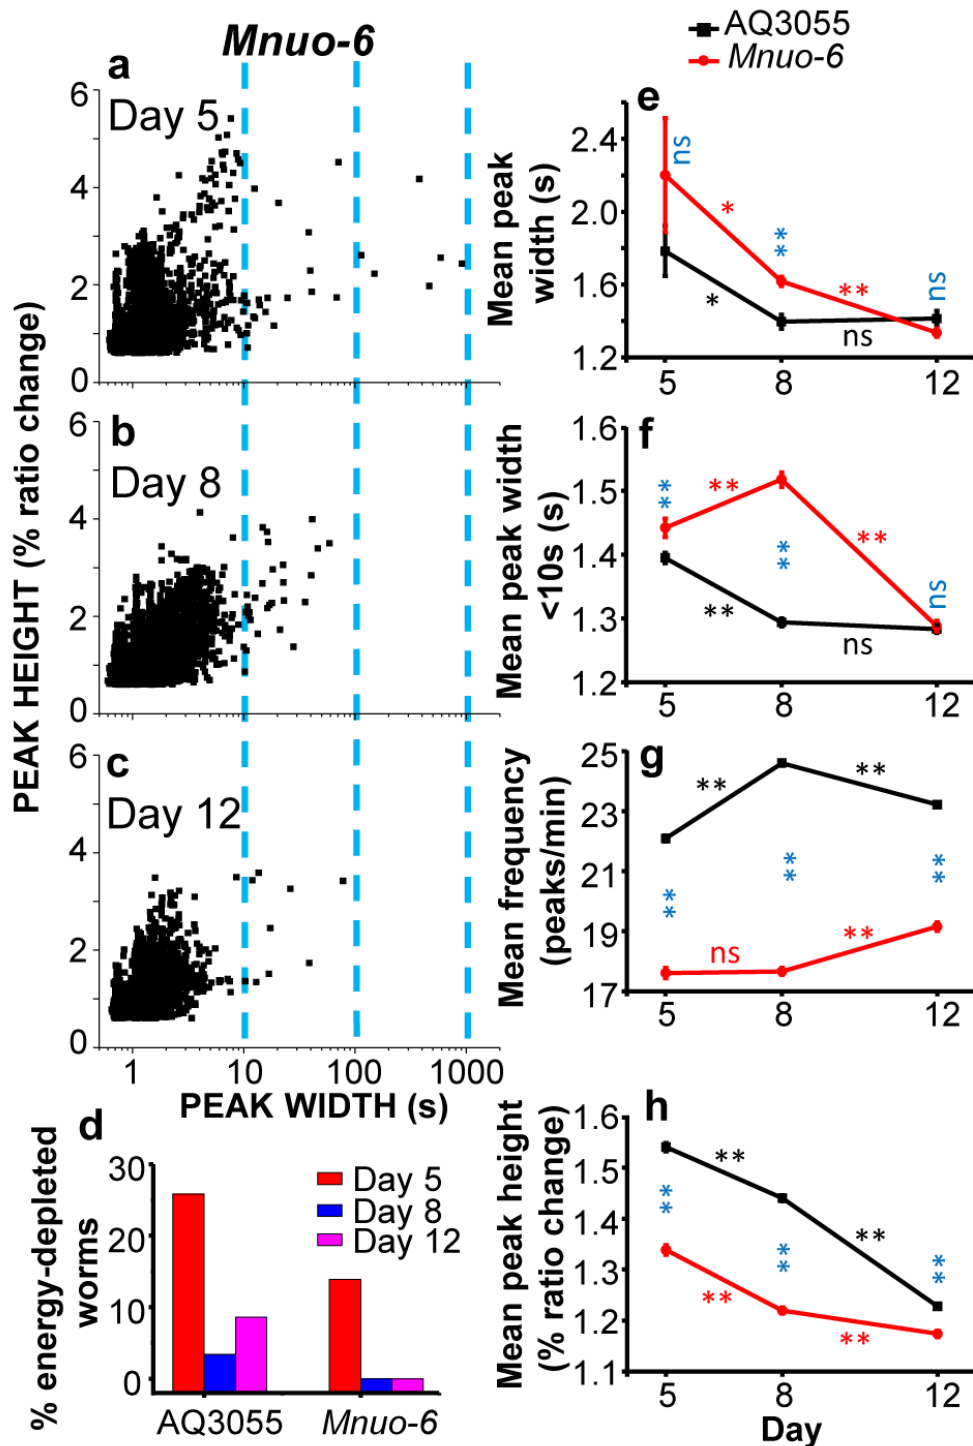 Mnuo-6
AQ3055
Mnuo-6
a
Day 5
6
4
2
0
b
Day 8
6
4
2
0
c
Day 12
6
4
2
0
PEAK HEIGHT (% ratio change)
1
10
100
1000
PEAK WIDTH (s)
d
% energy-depleted
worms
30
20
10
0
Day 5
Day 8
Day 12
AQ3055
Mnuo-6
e
Mean peak
width (s)
2.4
2.0
1.6
1.2
ns
*
**
*
**
ns
ns
5
8
12
f
Mean peak width
<10s (s)
1.6
1.5
1.4
1.3
1.2
**
**
**
**
**
ns
ns
5
8
12
g
Mean frequency
(peaks/min)
25
23
21
19
17
**
**
**
**
**
ns
**
5
8
12
h
Mean peak height
(% ratio change)
1.6
1.5
1.4
1.3
1.2
1.1
**
**
**
**
**
**
**
5
8
12
Day